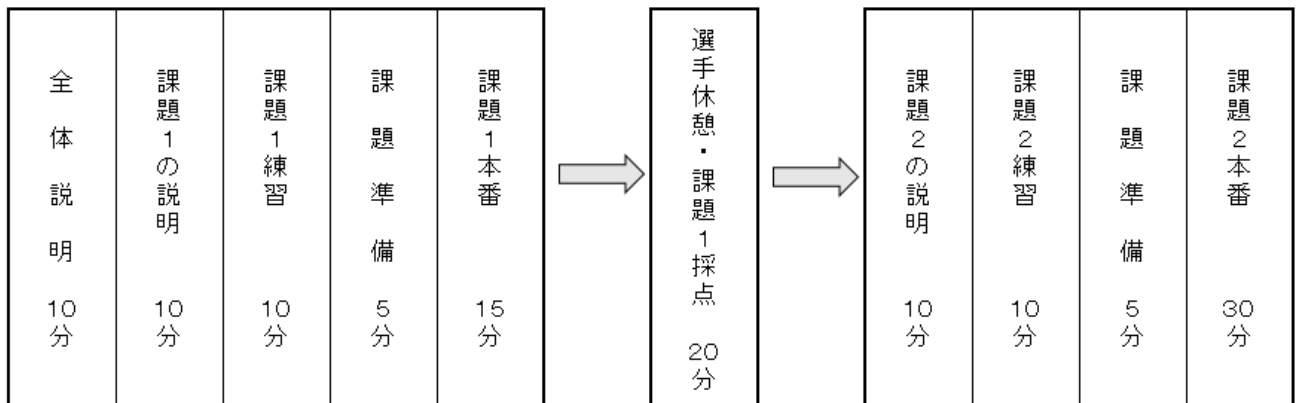 全体説明 10分
課題1の説明 10分
課題1練習 10分
課題準備 5分
課題1本番 15分
選手休憩・課題1採点 20分
課題2の説明 10分
課題2練習 10分
課題準備 5分
課題2本番 30分